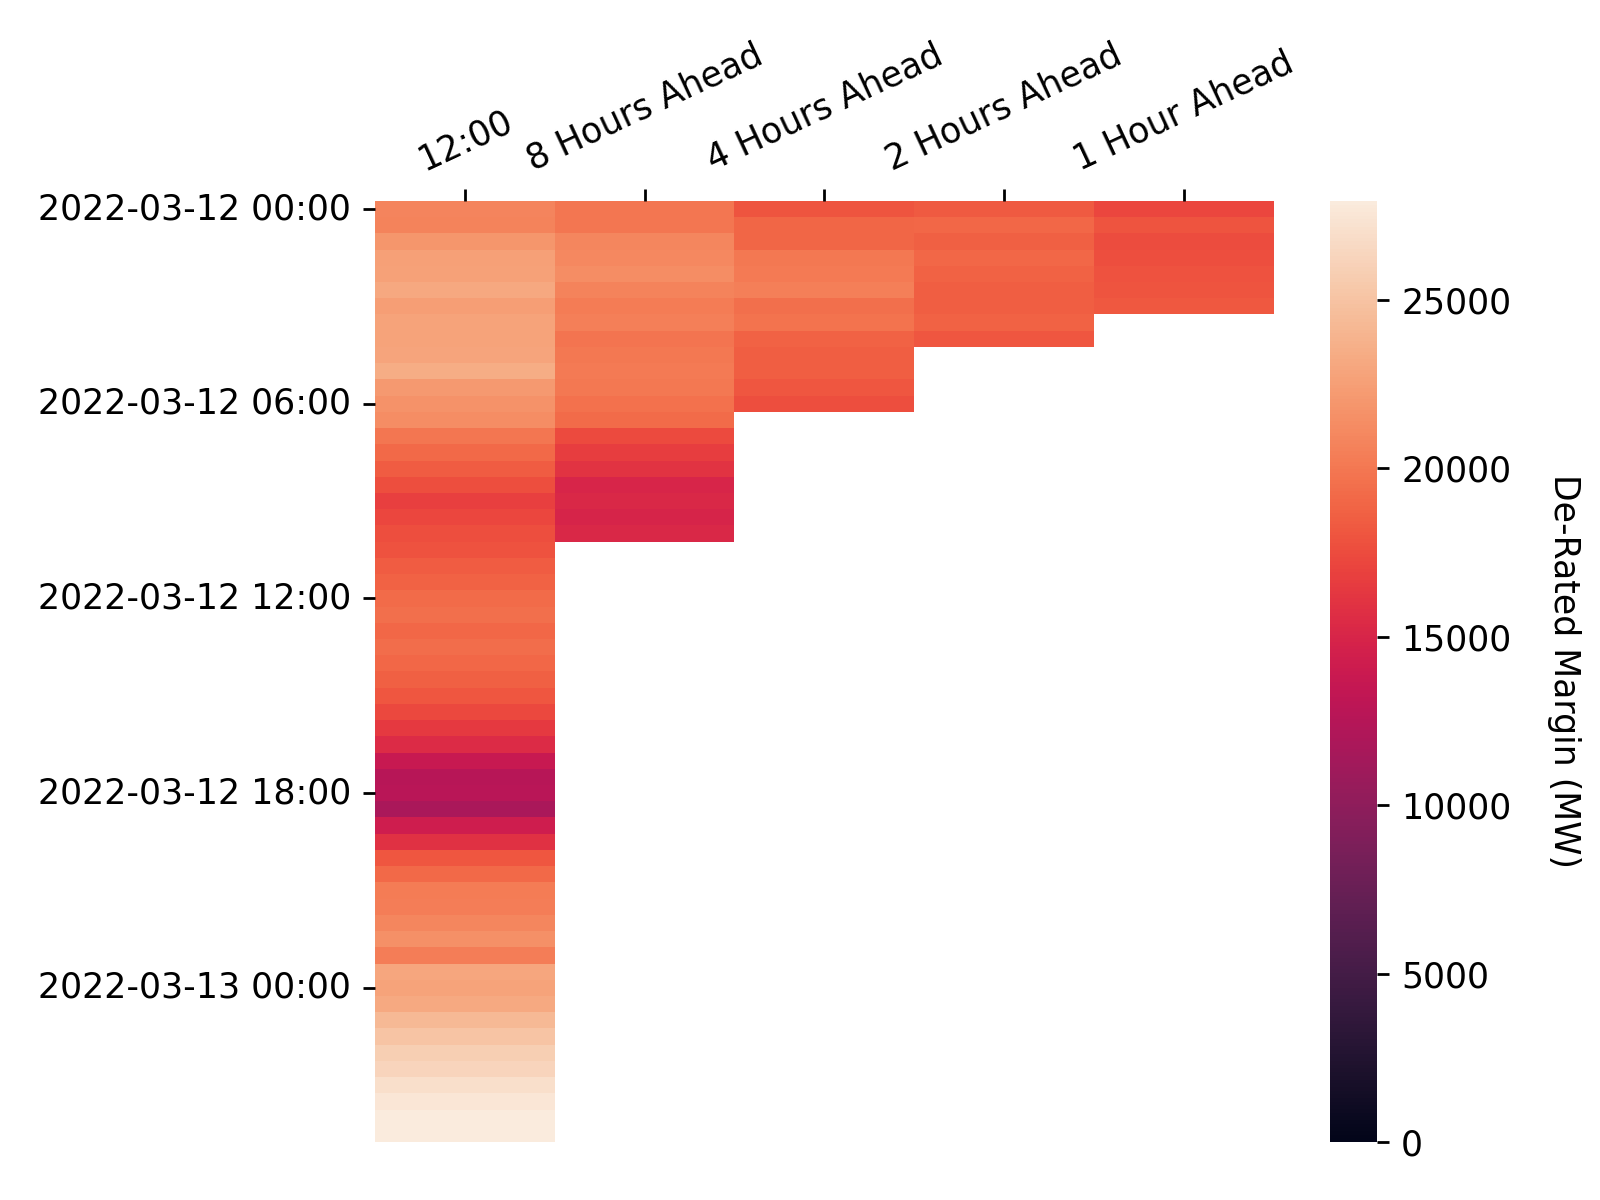 12:00
8 Hours Ahead
4 Hours Ahead
2 Hours Ahead
1 Hour Ahead
2022-03-12 00:00
2022-03-12 06:00
2022-03-12 12:00
2022-03-12 18:00
2022-03-13 00:00
25000
20000
15000
10000
5000
0
De-Rated Margin (MW)